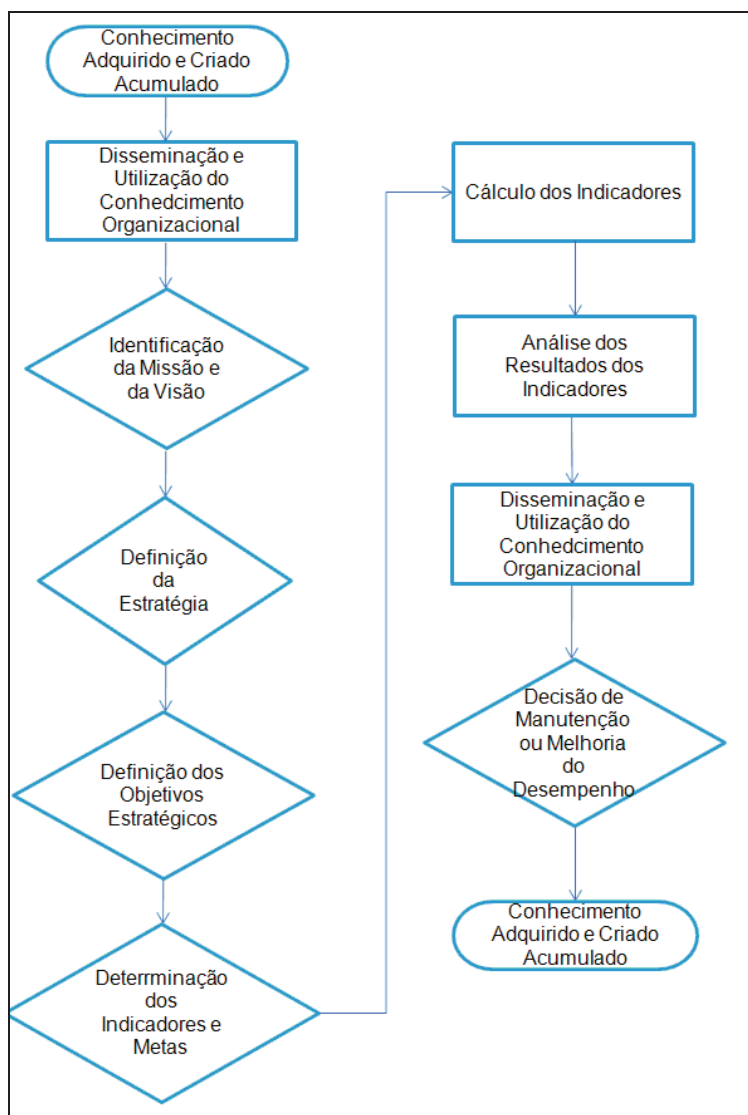 Conhecimento
Adquirido e Criado
Acumulado
Disseminação e
Utilização do
Conhedcimento
Organizacional
Identificação
da Missão e
da Visão
Definição
da
Estratégia
Definição dos
Objetivos
Estratégicos
Deterrminação
dos
Indicadores e
Metas
Cálculo dos Indicadores
Análise dos
Resultados dos
Indicadores
Disseminação e
Utilização do
Conhedcimento
Organizacional
Decisão de
Manutenção
ou Melhoria
do
Desempenho
Conhecimento
Adquirido e Criado
Acumulado